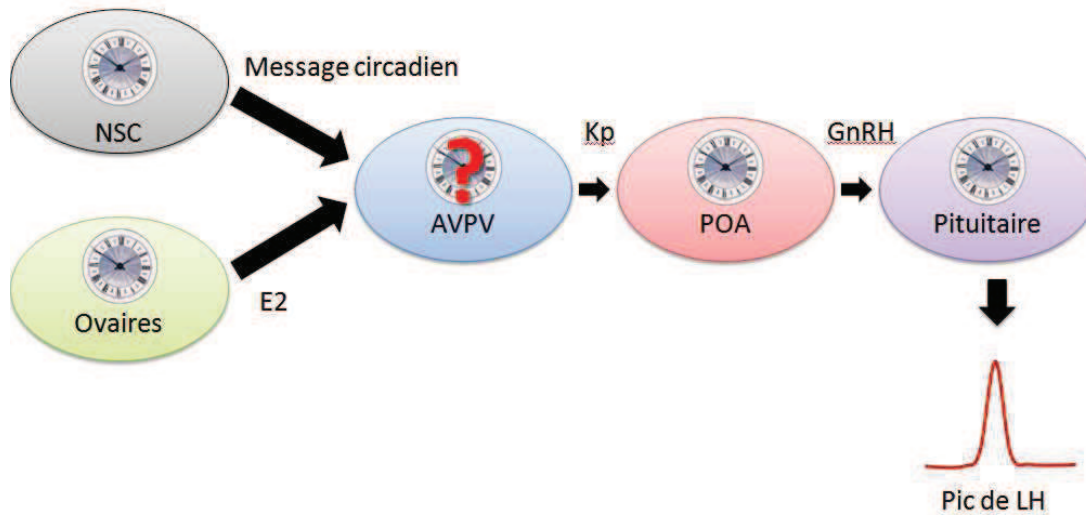 Message circadien
NSC
Kp
GnRH
?
AVPV
POA
Pituitaire
E2
Ovaires
Pic de LH